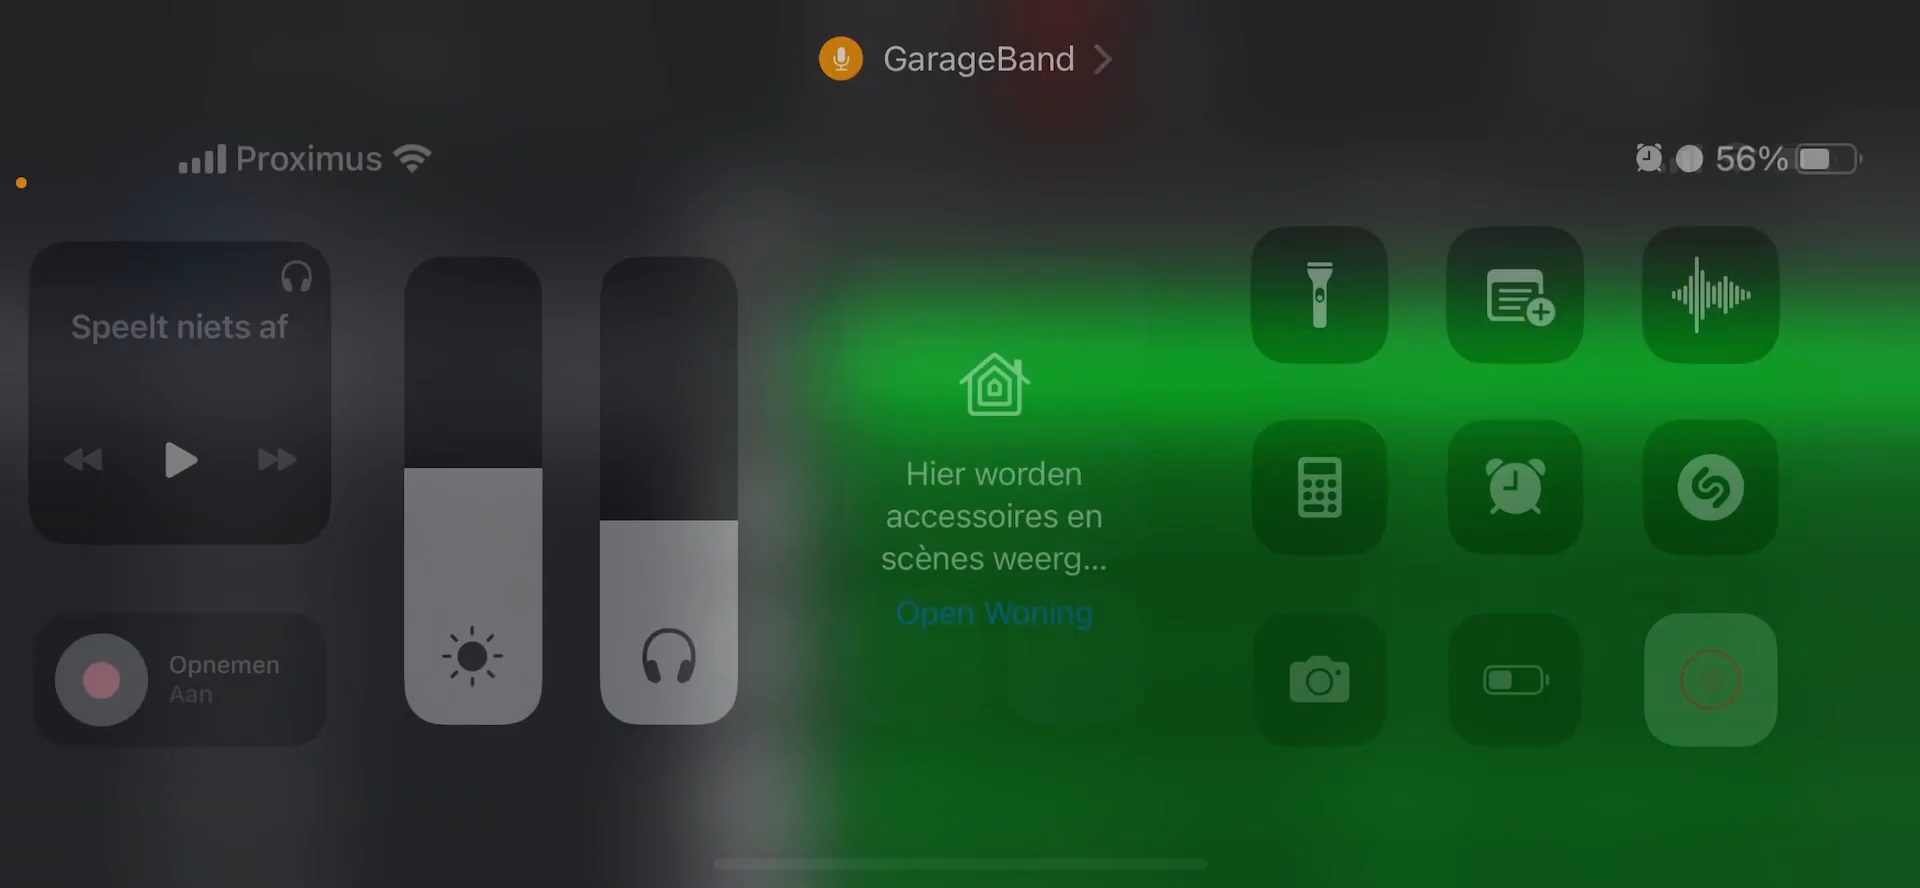 GarageBand
Proximus
56%
Speelt niets af
Hier worden
accessoires en
scènes weerg...
Open Woning
Opnemen
Aan